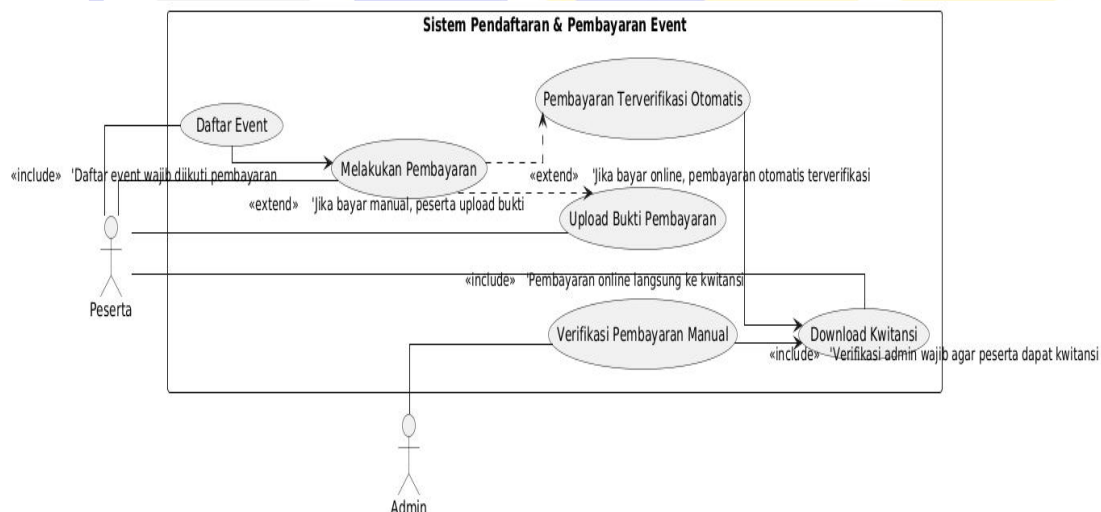 Sistem Pendaftaran & Pembayaran Event
Pembayaran Terverifikasi Otomatis
Daftar Event
Melakukan Pembayaran
«include» 'Daftar event wajib diikuti pembayaran
«extend» 'Jika bayar online, pembayaran otomatis terverifikasi
«extend» 'Jika bayar manual, peserta upload bukti
Upload Bukti Pembayaran
«include» 'Pembayaran online langsung ke kwitansi
Peserta
Verifikasi Pembayaran Manual
Download Kwitansi
«include» 'Verifikasi admin wajib agar peserta dapat kwitansi
Admin